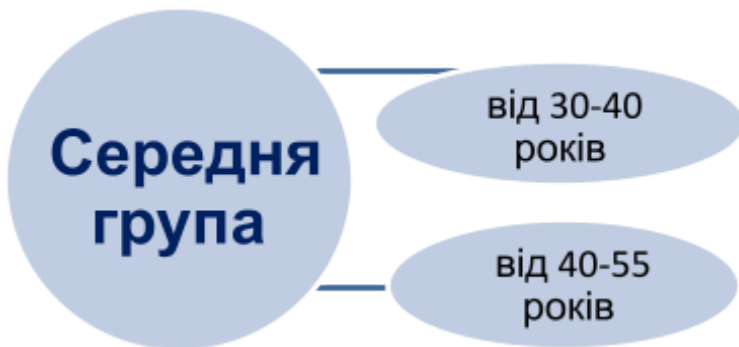 Середня
група
від 30-40
років
від 40-55
років